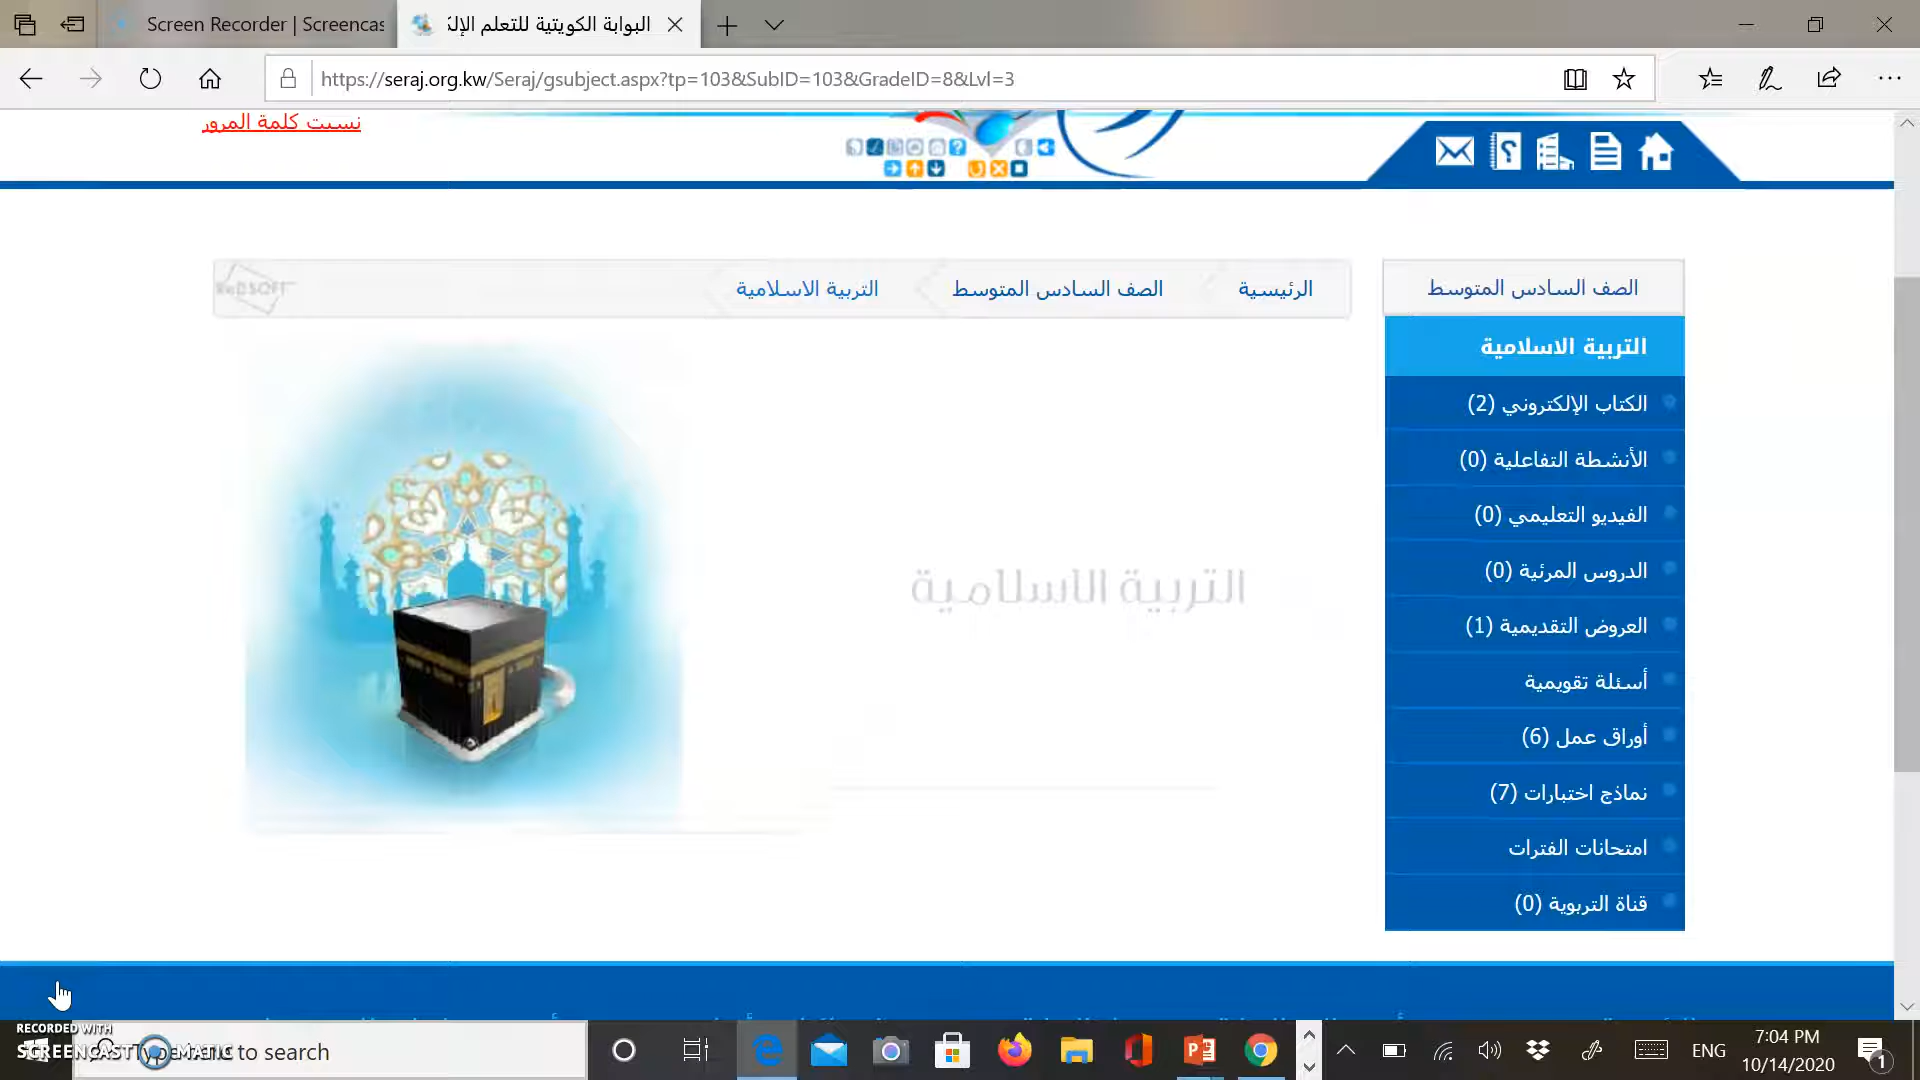 Screen Recorder | Screencas
البوابة الكويتية للتعلم الإلك
https://seraj.org.kw/Seraj/gsubject.aspx?tp=103&SubID=103&GradeID=8&Lvl=3
نسيت كلمة المرور
الرئيسية
الصف السادس المتوسط
التربية الاسلامية
الصف السادس المتوسط
التربية الاسلامية
الكتاب الإلكتروني (2)
الأنشطة التفاعلية (0)
الفيديو التعليمي (0)
الدروس المرئية (0)
العروض التقديمية (1)
أسئلة تقويمية
أوراق عمل (6)
نماذج اختبارات (7)
امتحانات الفترات
قناة التربوية (0)
التربية الاسلامية
RECORDED WITH
SCREENCAST MATIC
Type here to search
ENG
7:04 PM
10/14/2020
1